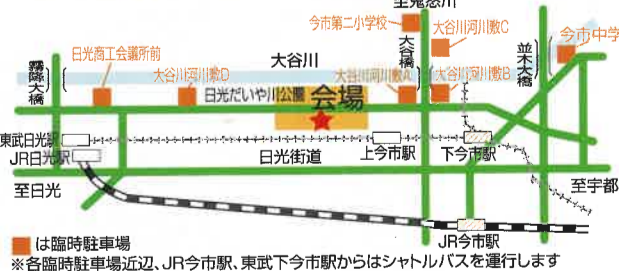 至鬼怒川
今市第二小学校
大谷橋
大谷川河川敷C
並木大橋
今市中学
日光商工会議所前
大谷川
霧降大橋
大谷川河川敷D
大谷川河川敷A
大谷川河川敷B
日光だいや川公園
会場
東武日光駅
JR日光駅
日光街道
上今市駅
下今市駅
至日光
至宇都
JR今市駅
は臨時駐車場
※各臨時駐車場近辺、JR今市駅、東武下今市駅からはシャトルバスを運行します